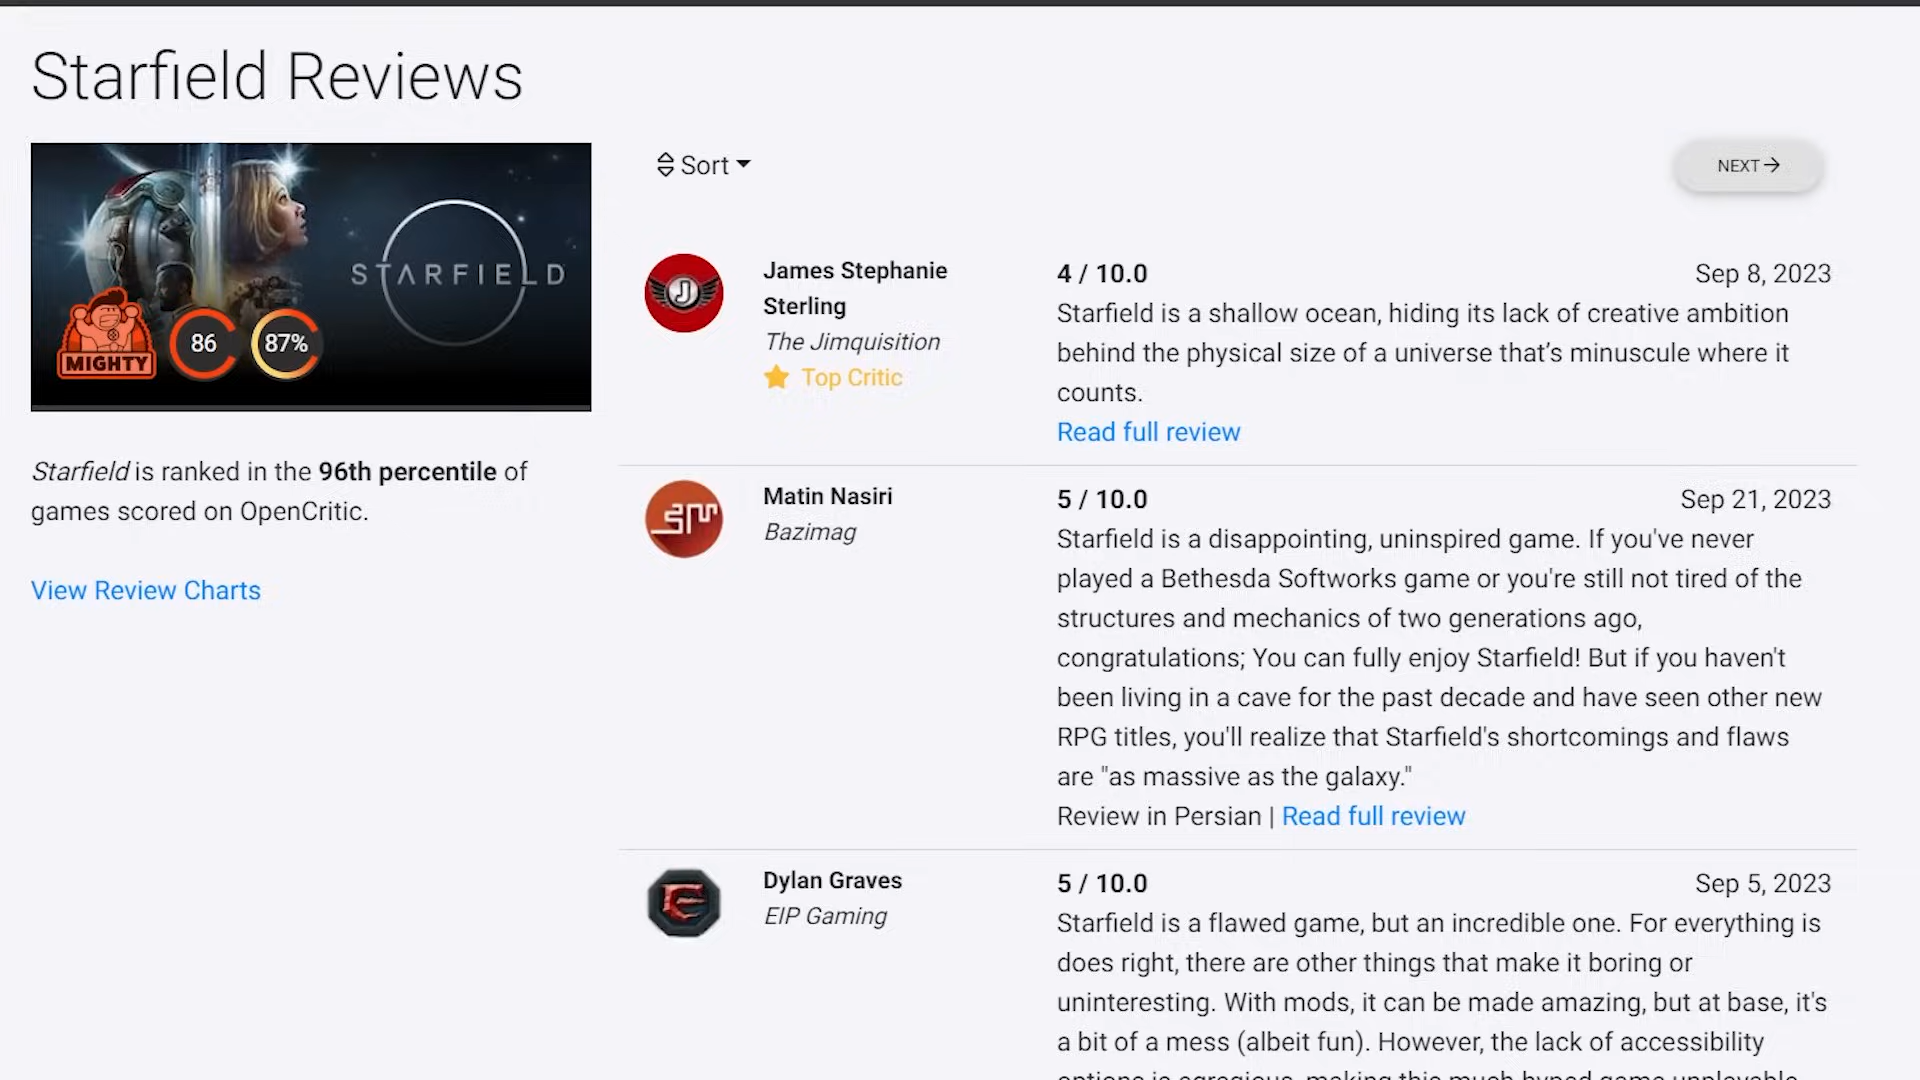 Starfield Reviews
STARFIELD
MIGHTY
86
87%
Starfield is ranked in the 96th percentile of
games scored on OpenCritic.
View Review Charts
Sort
NEXT
James Stephanie
Sterling
The Jimquisition
Top Critic
4 / 10.0
Sep 8, 2023
Starfield is a shallow ocean, hiding its lack of creative ambition
behind the physical size of a universe that’s minuscule where it
counts.
Read full review
Matin Nasiri
Bazimag
5 / 10.0
Sep 21, 2023
Starfield is a disappointing, uninspired game. If you've never
played a Bethesda Softworks game or you're still not tired of the
structures and mechanics of two generations ago,
congratulations; You can fully enjoy Starfield! But if you haven't
been living in a cave for the past decade and have seen other new
RPG titles, you'll realize that Starfield's shortcomings and flaws
are "as massive as the galaxy."
Review in Persian | Read full review
Dylan Graves
EIP Gaming
5 / 10.0
Sep 5, 2023
Starfield is a flawed game, but an incredible one. For everything is
does right, there are other things that make it boring or
uninteresting. With mods, it can be made amazing, but at base, it's
a bit of a mess (albeit fun). However, the lack of accessibility
options is egregious, making this much hyped game unplayable